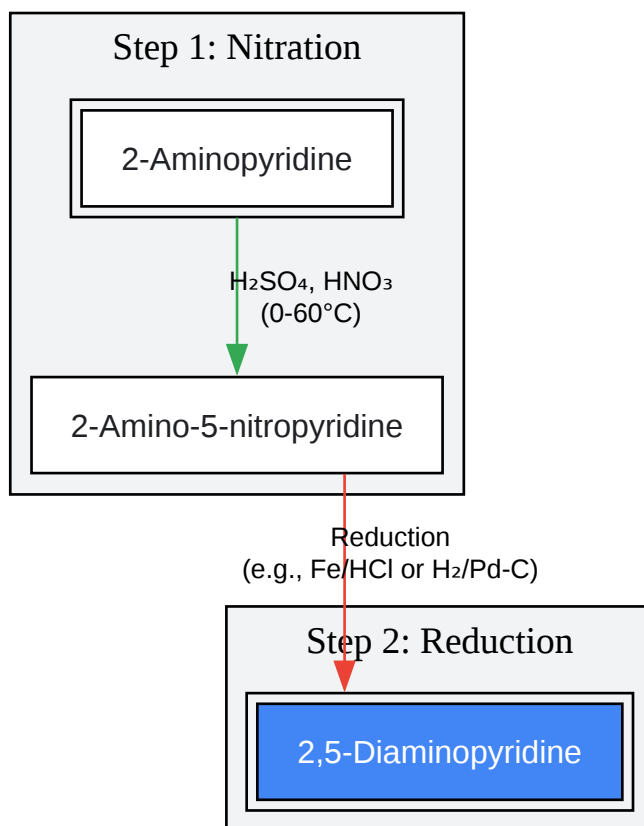 Step 1: Nitration
2-Aminopyridine
H₂SO₄, HNO₃
(0-60°C)
2-Amino-5-nitropyridine
Reduction
(e.g., Fe/HCl or H₂/Pd-C)
Step 2: Reduction
2,5-Diaminopyridine